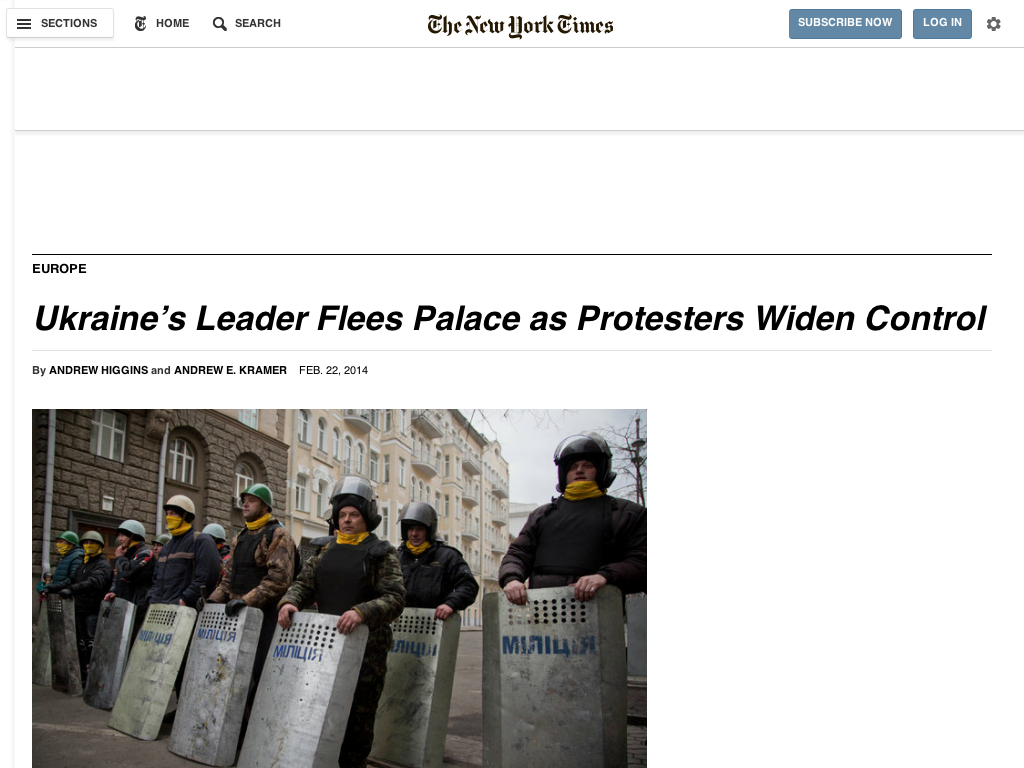 SECTIONS
HOME
SEARCH
The New York Times
SUBSCRIBE NOW
LOG IN
EUROPE
Ukraine’s Leader Flees Palace as Protesters Widen Control
By ANDREW HIGGINS and ANDREW E. KRAMER FEB. 22, 2014
МІЛІЦІЯ
МІЛІЦІЯ
МІЛІЦІЯ
МІЛІЦІЯ
МІЛІЦІЯ